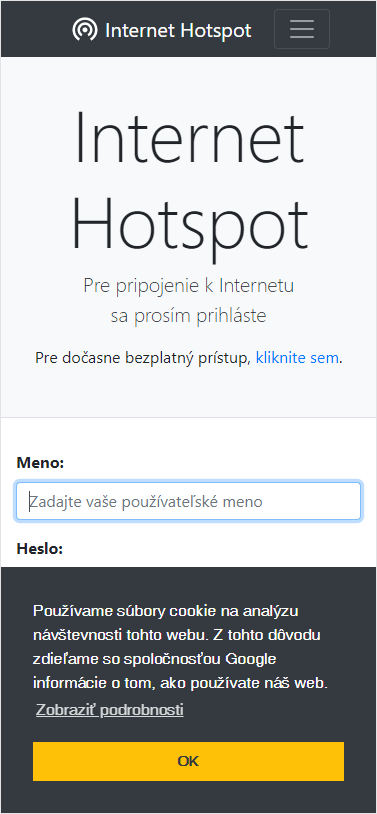 Internet Hotspot
Internet
Hotspot
Pre pripojenie k Internetu
sa prosím prihláste
Pre dočasne bezplatný prístup, kliknite sem.
Meno:
Zadajte vaše používateľské meno
Heslo:
Používame súbory cookie na analýzu
návštevnosti tohto webu. Z tohto dôvodu
zdieľame so spoločnosťou Google
informácie o tom, ako používate náš web.
Zobraziť podrobnosti
OK